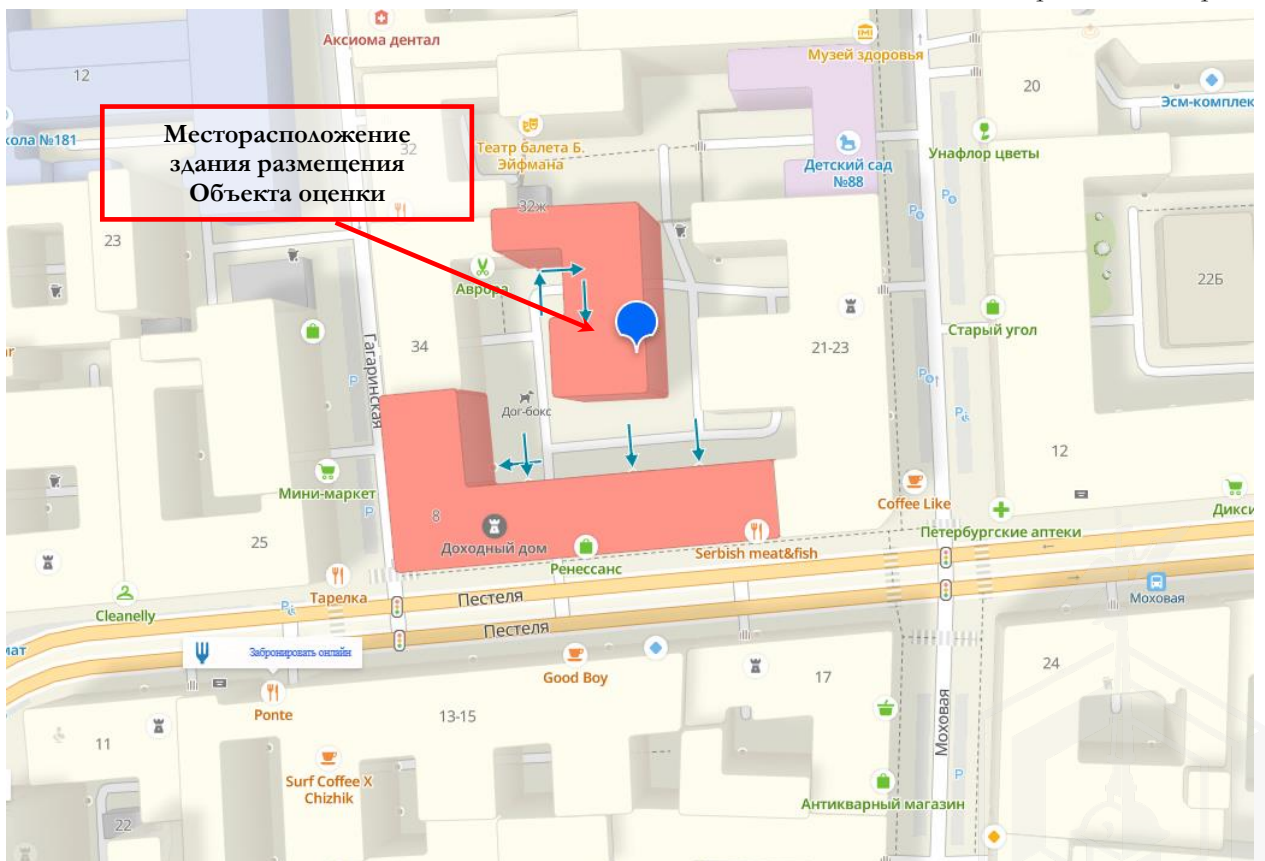 Аксиома дентал
Музей здоровья
12
20
Эсм-комплек
кола №181
Месторасположение
здания размещения
Объекта оценки
32
Театр балета Б.
Эйфмана
Детский сад
№88
Унафлор цветы
32ж
23
Аврора
22Б
Старый угол
Гагаринская
34
21-23
Дог-бокс
12
Мини-маркет
Coffee Like
Дикси
8
Доходный дом
Петербургские аптеки
25
Serbish meat&fish
Ренессанс
Тарелка
Cleanelly
Пестеля
Моховая
Пестеля
мат
Забронировать онлайн
Good Boy
24
17
Ponte
13-15
11
Моховая
Surf Coffee X
Chizhik
Антикварный магазин
22